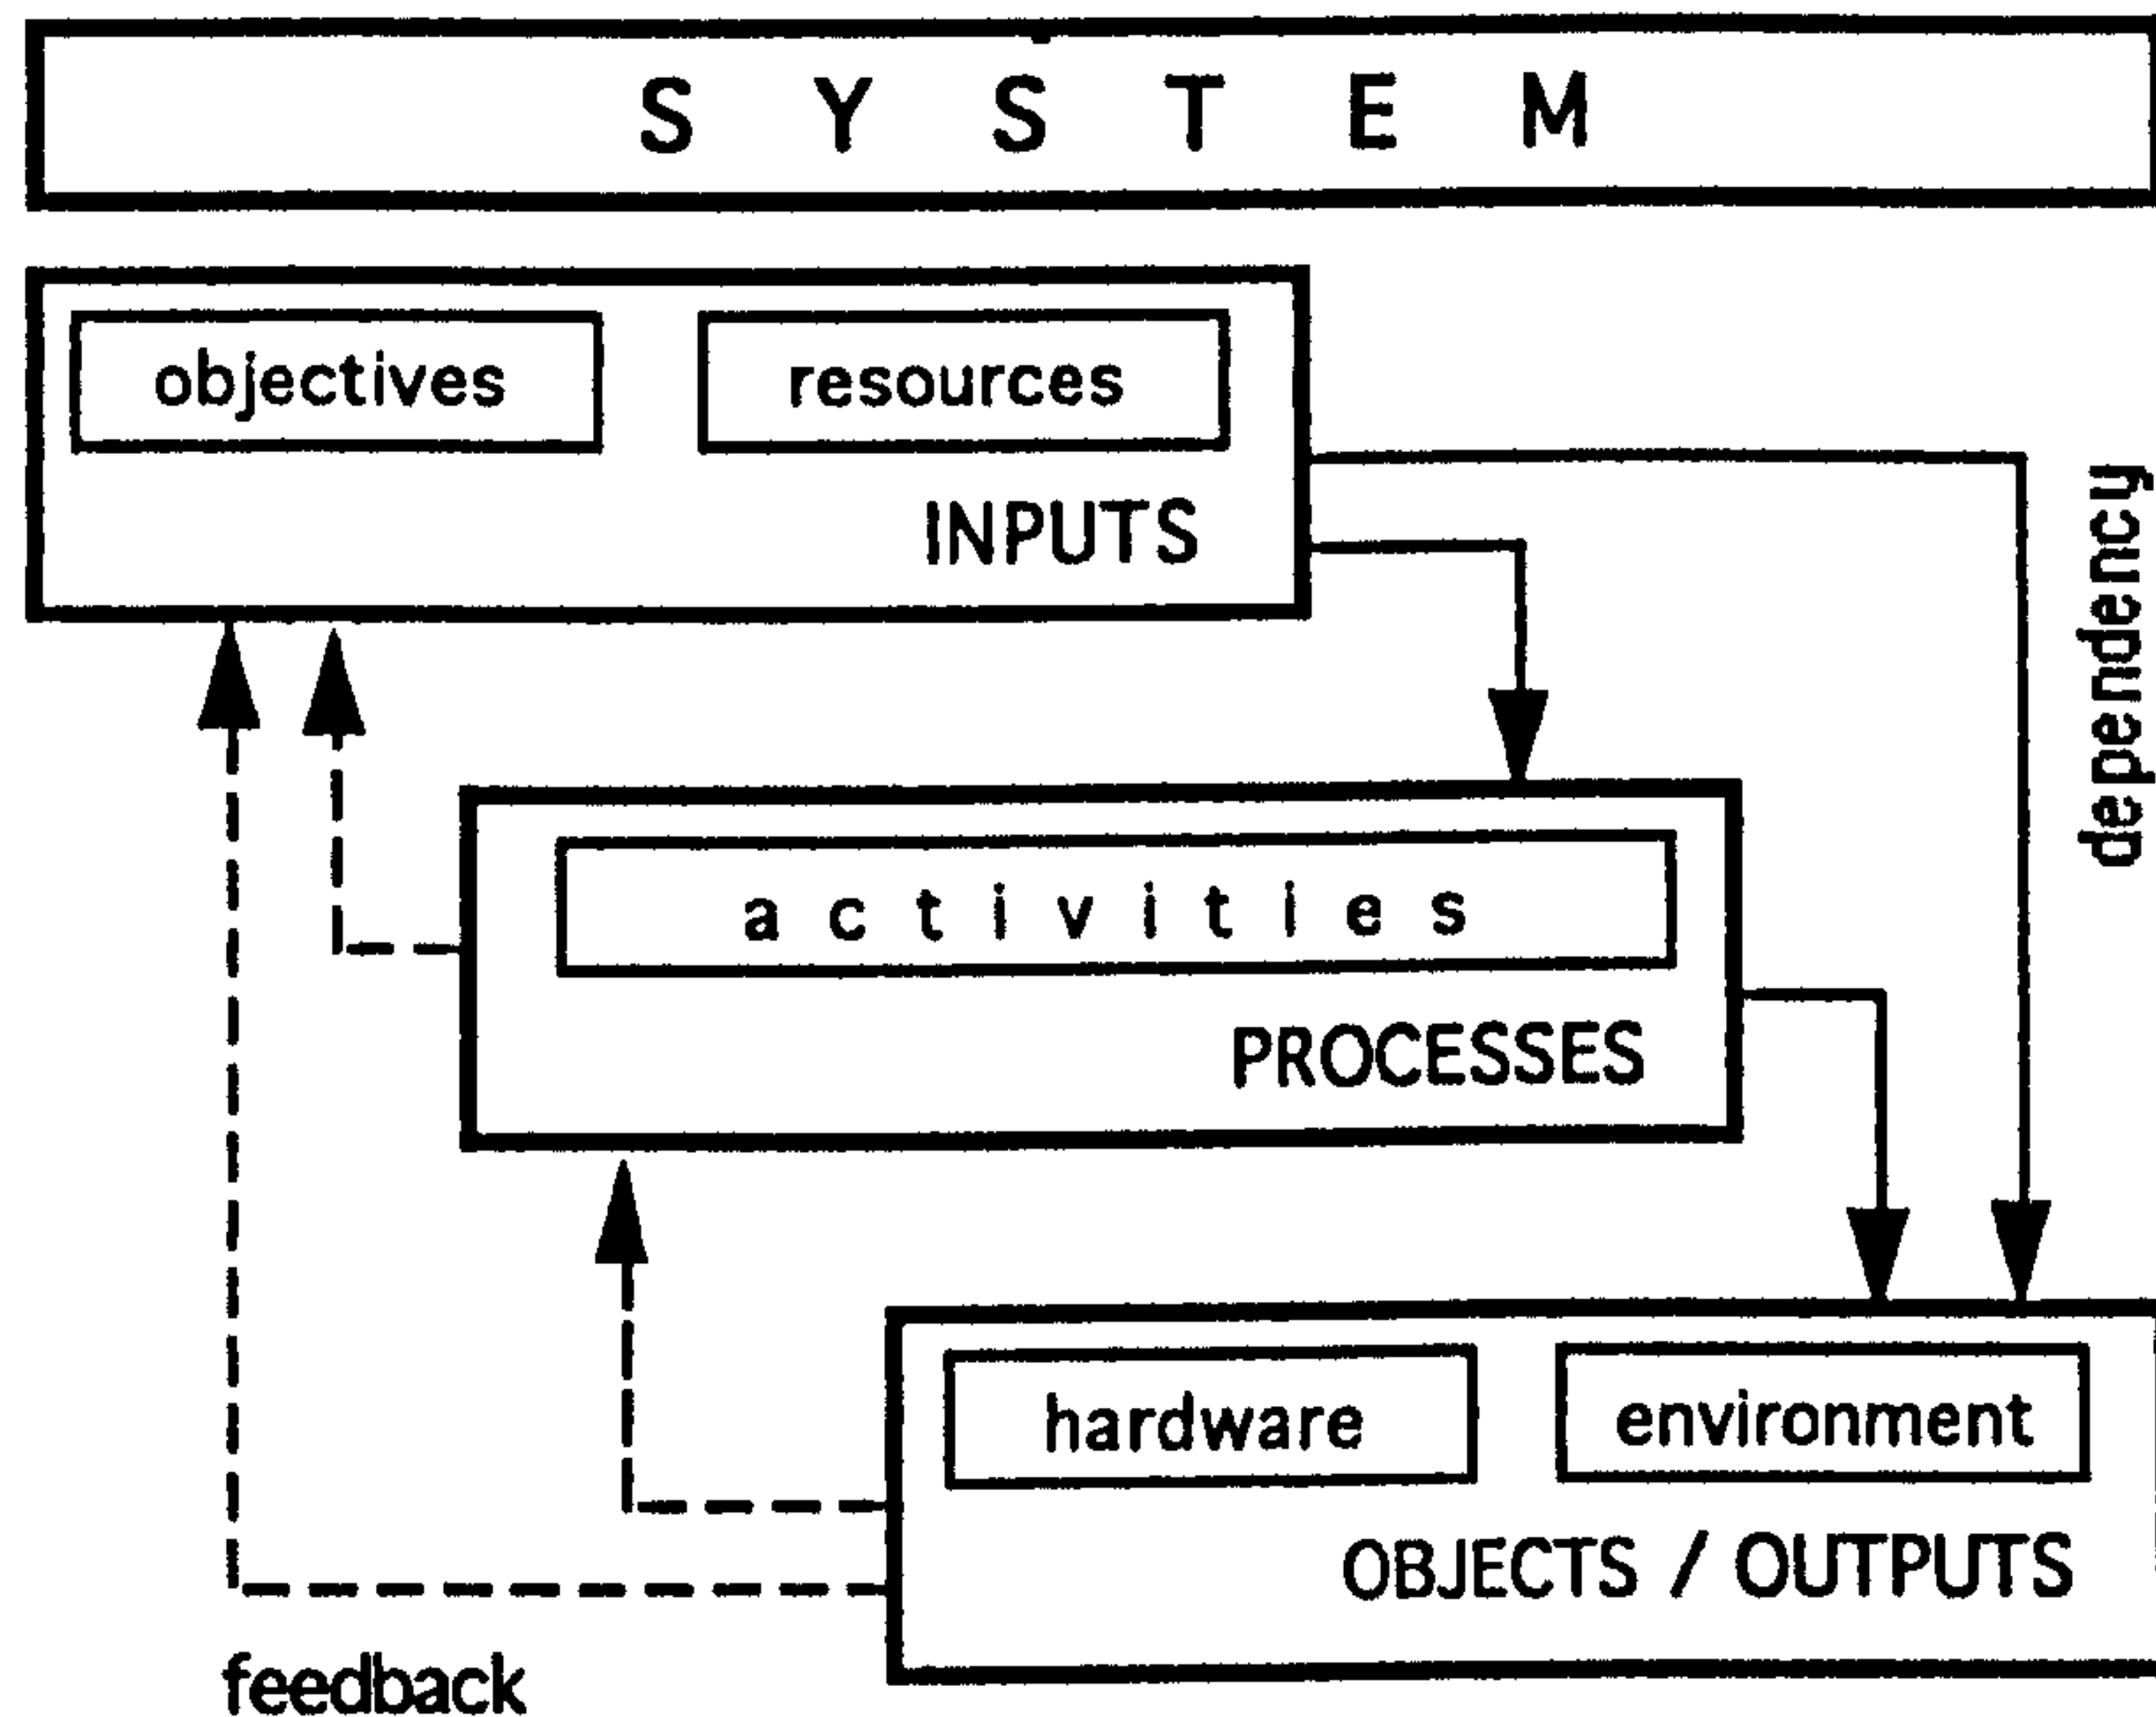 S Y S T E M
objectives
resources
INPUTS
dependency
a c t i v i t i e s
PROCESSES
hardware
environment
OBJECTS / OUTPUTS
feedback